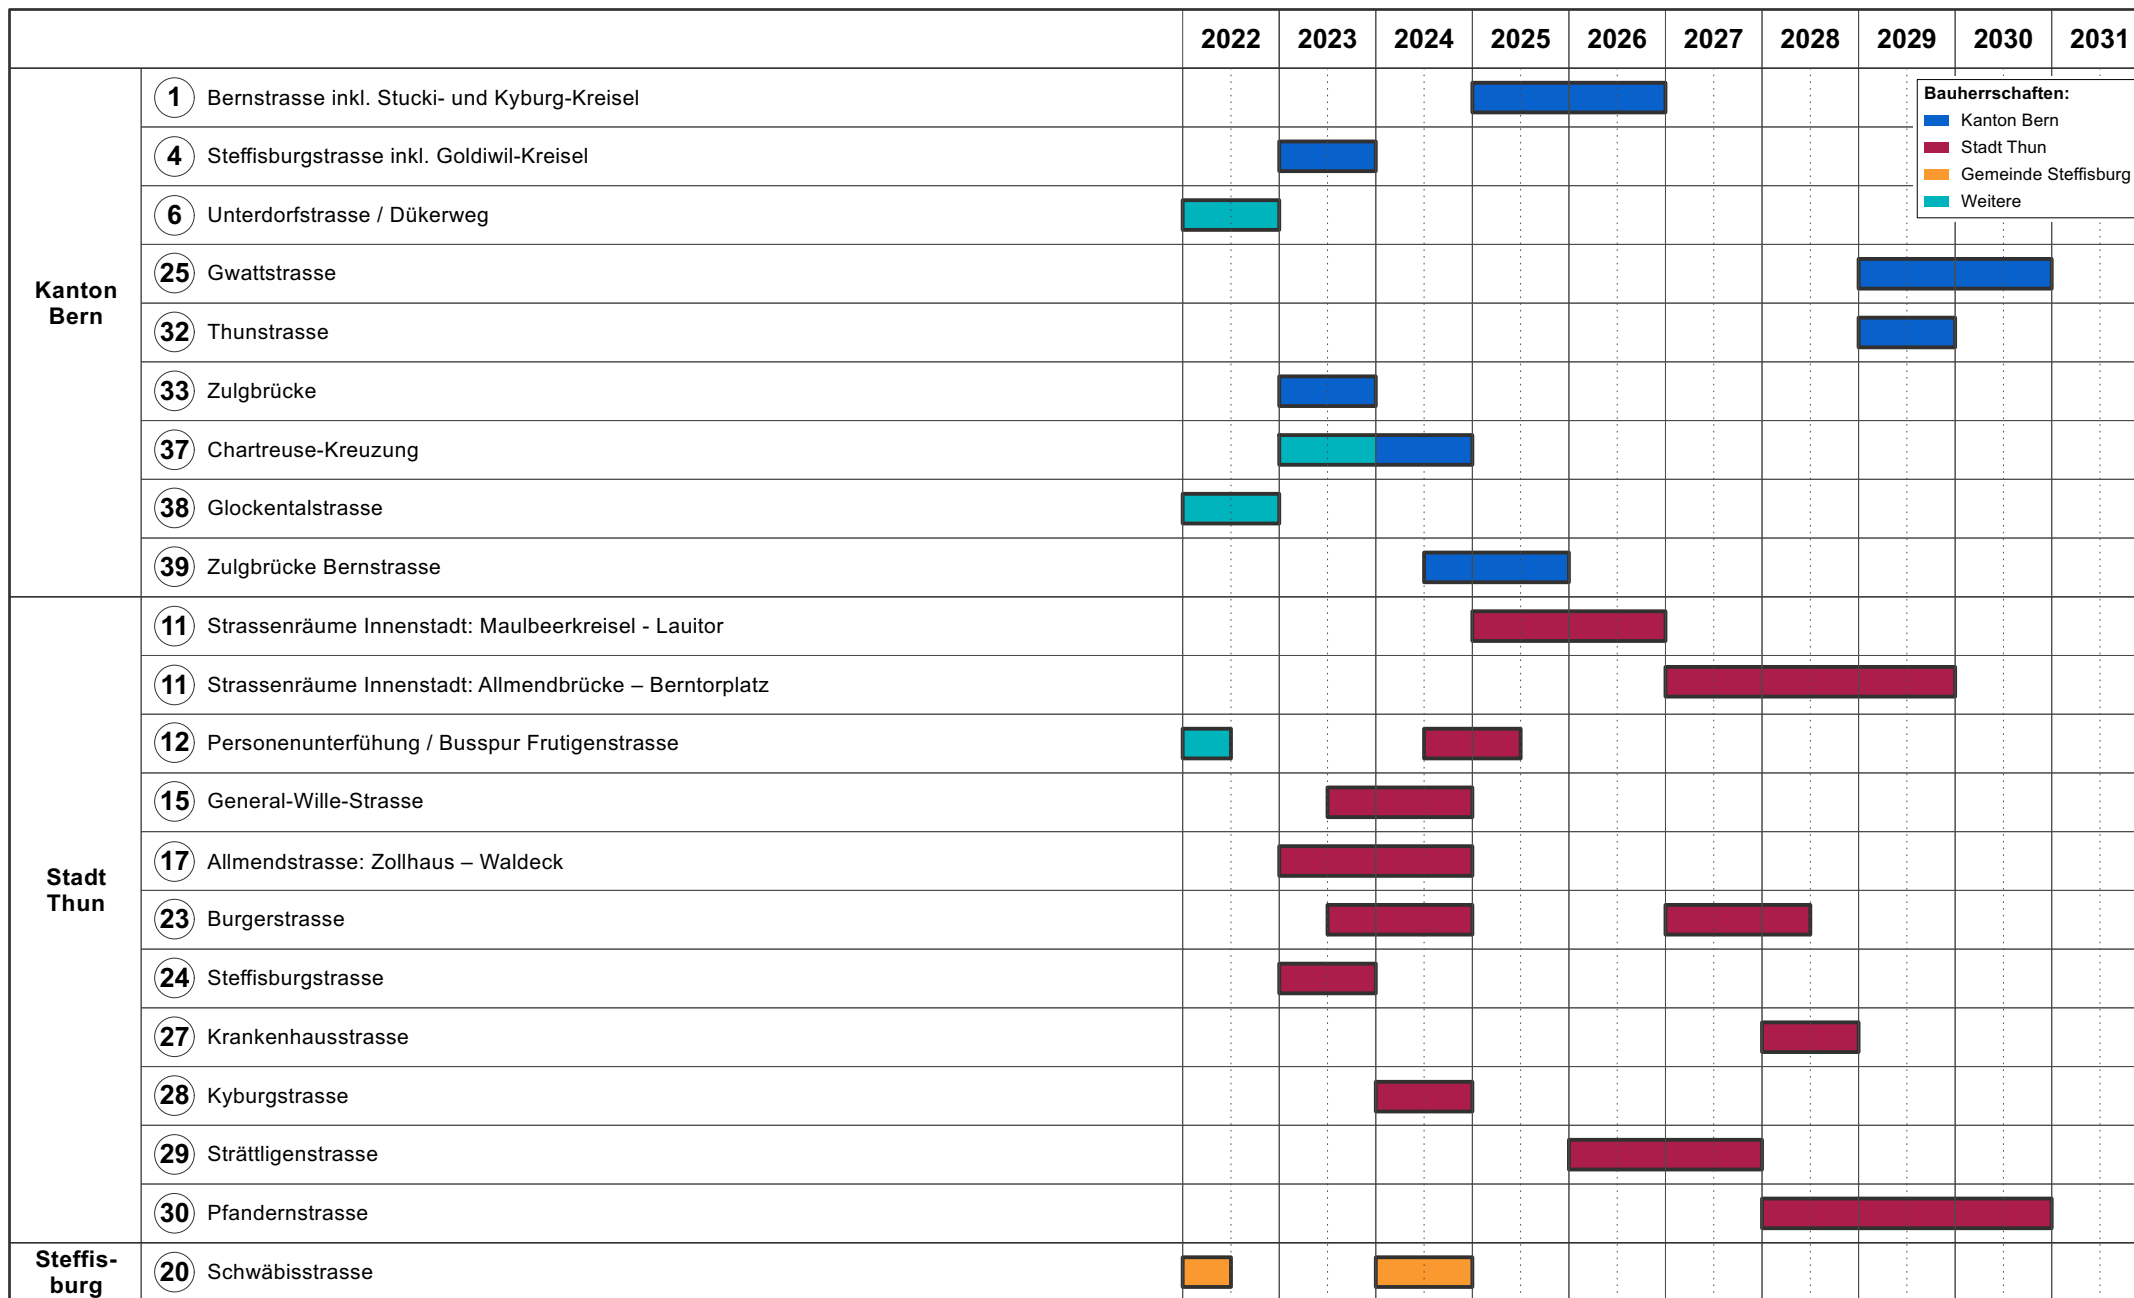 2022 2023 2024 2025 2026 2027 2028 2029 2030 2031
Bauherrschaften:
Kanton Bern
Stadt Thun
Gemeinde Steffisburg
Weitere
Kanton
Bern
1 Bernstrasse inkl. Stucki- und Kyburg-Kreisel
4 Steffisburgstrasse inkl. Goldiwil-Kreisel
6 Unterdorfstrasse / Dükerweg
25 Gwattstrasse
32 Thunstrasse
33 Zulgbrücke
37 Chartreuse-Kreuzung
38 Glockentalstrasse
39 Zulgbrücke Bernstrasse
Stadt
Thun
11 Strassenräume Innenstadt: Maulbeerkreisel - Lauitor
11 Strassenräume Innenstadt: Allmendbrücke – Berntorplatz
12 Personenunterfühung / Busspur Frutigenstrasse
15 General-Wille-Strasse
17 Allmendstrasse: Zollhaus – Waldeck
23 Burgerstrasse
24 Steffisburgstrasse
27 Krankenhausstrasse
28 Kyburgstrasse
29 Strättligenstrasse
30 Pfandernstrasse
Steffis-
burg
20 Schwäbisstrasse